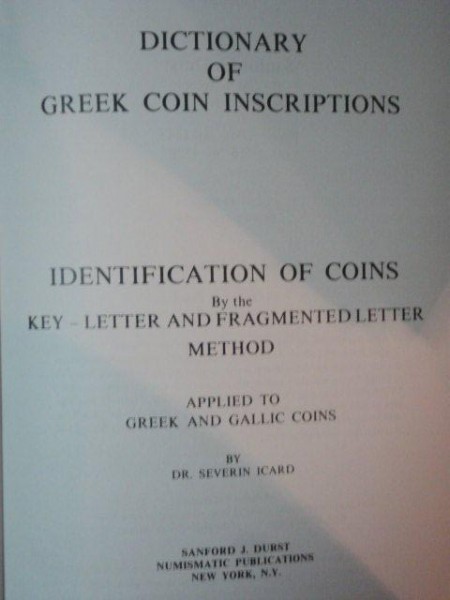 DICTIONARY
OF
GREEK COIN INSCRIPTIONS
IDENTIFICATION OF COINS
By the
KEY – LETTER AND FRAGMENTED LETTER
METHOD
APPLIED TO
GREEK AND GALLIC COINS
BY
DR. SEVERIN ICARD
SANFORD J. DURST
NUMISMATIC PUBLICATIONS
NEW YORK, N.Y.